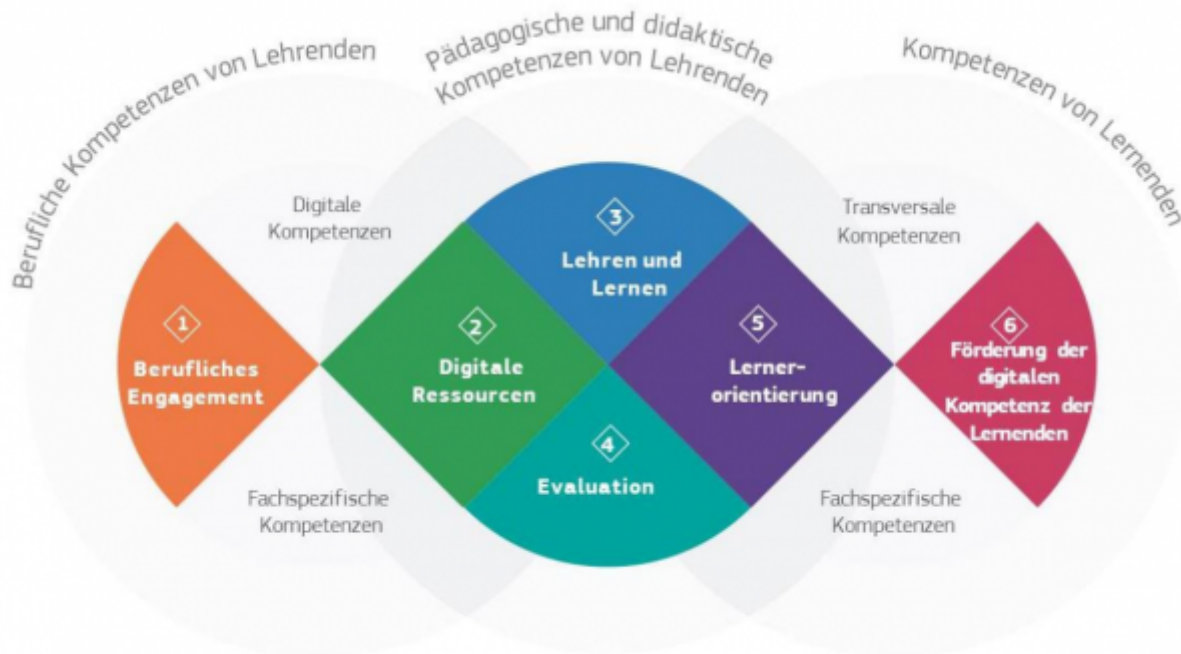 Berufliche Kompetenzen von Lehrenden
Pädagogische und didaktische
Kompetenzen von Lehrenden
Kompetenzen von Lernenden
Digitale
Kompetenzen
Transversale
Kompetenzen
1
Berufliches
Engagement
2
Digitale
Ressourcen
3
Lehren und
Lernen
4
Evaluation
5
Lerner-
orientierung
6
Förderung der
digitalen
Kompetenz der
Lernenden
Fachspezifische
Kompetenzen
Fachspezifische
Kompetenzen